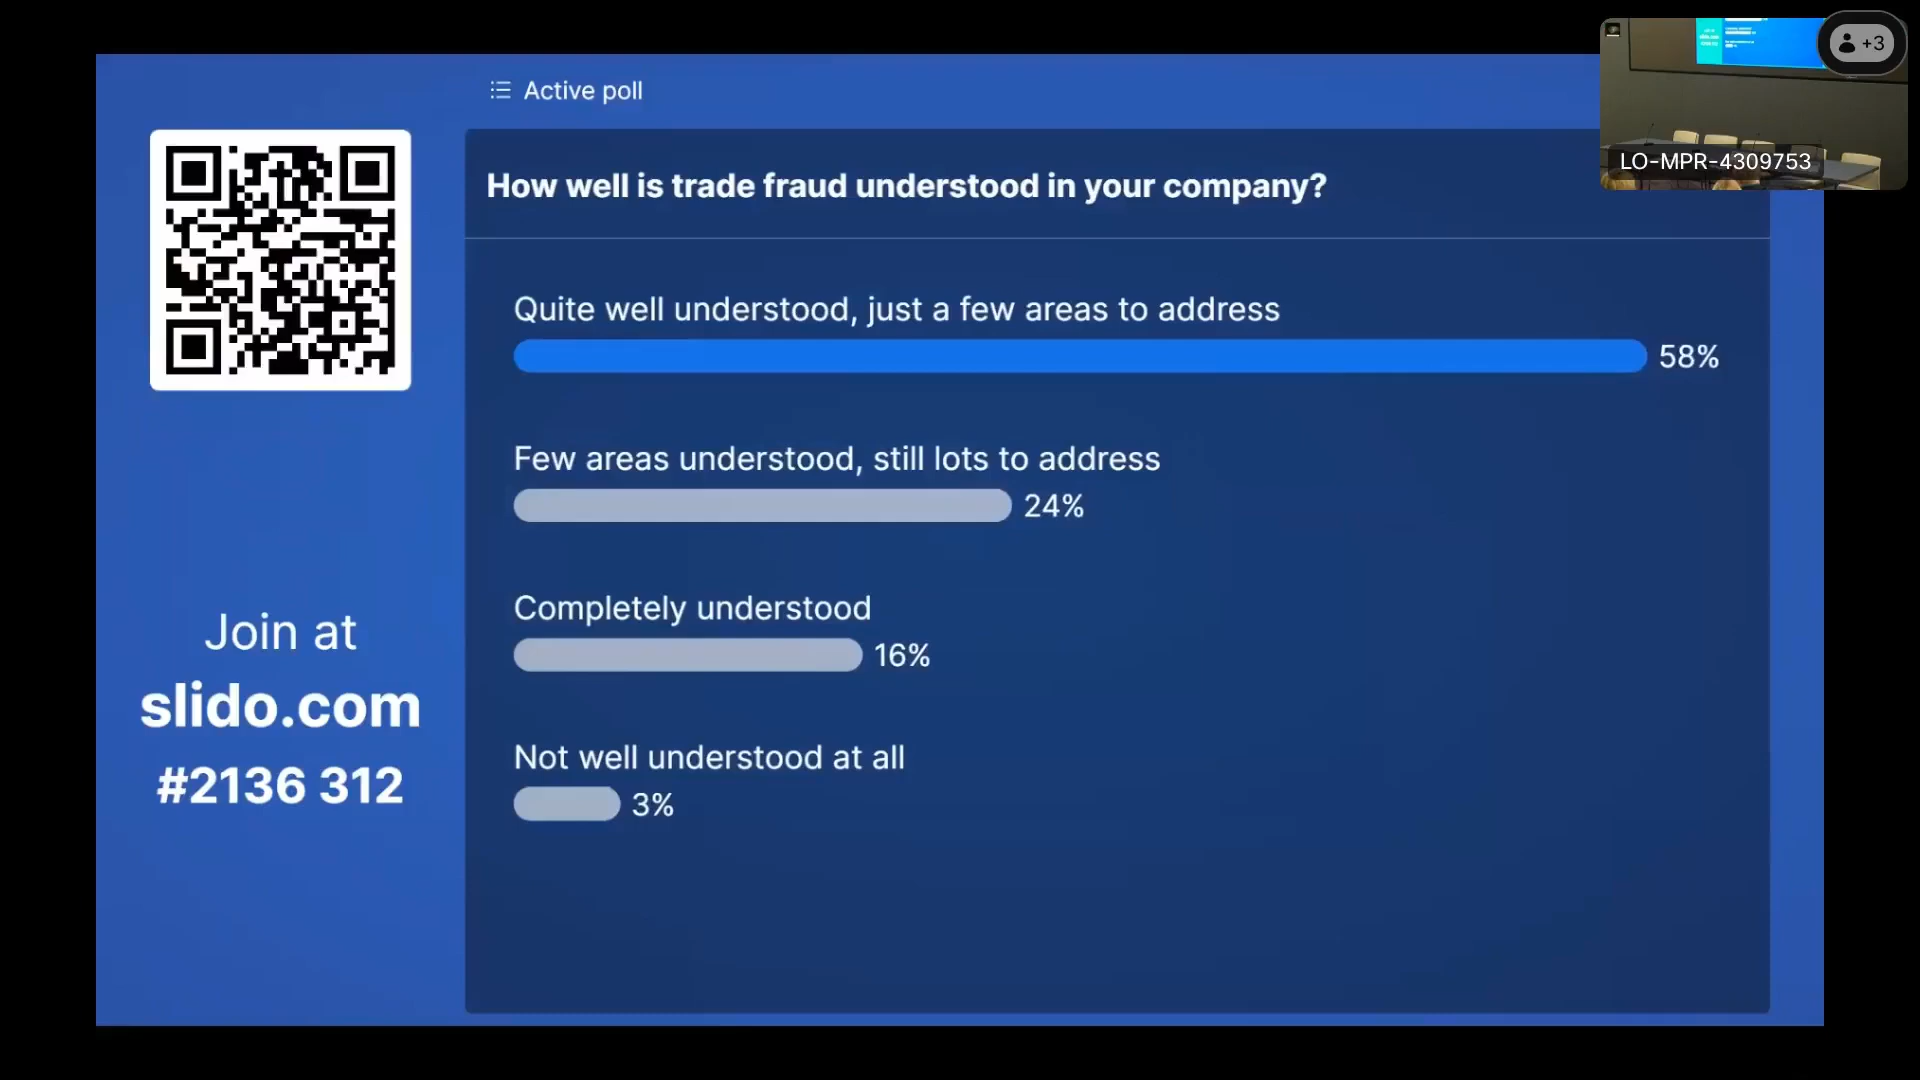 Active poll
How well is trade fraud understood in your company?
Quite well understood, just a few areas to address
58%
Few areas understood, still lots to address
24%
Completely understood
16%
Not well understood at all
3%
Join at
slido.com
#2136 312
+3
LO-MPR-4309753